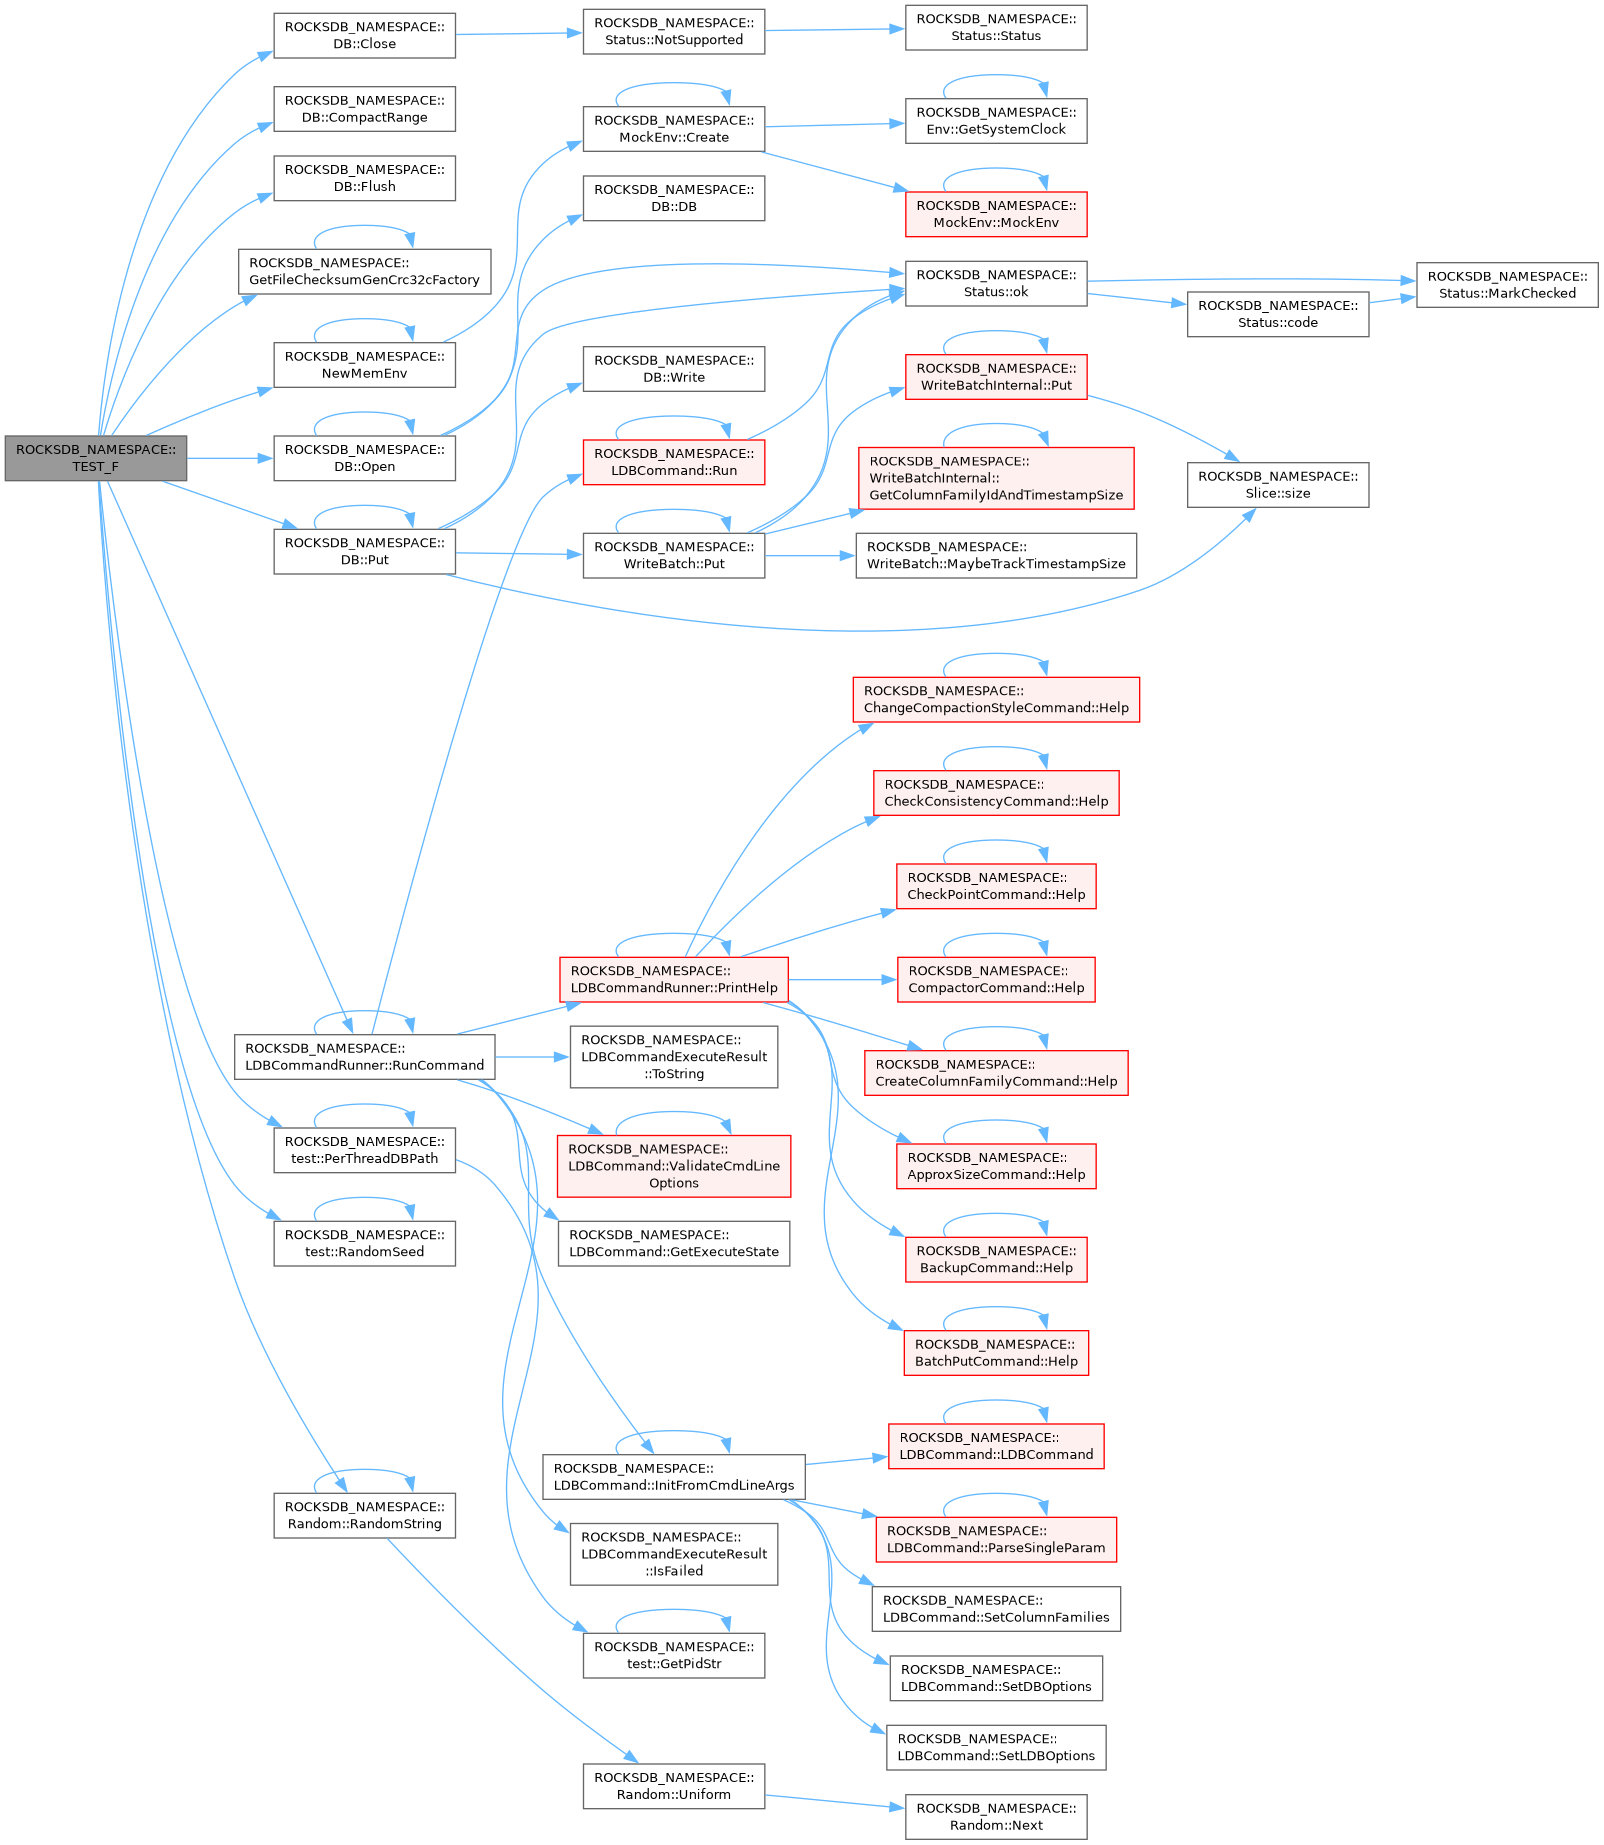 ROCKSDB_NAMESPACE::
TEST_F
ROCKSDB_NAMESPACE::
DB::Close
ROCKSDB_NAMESPACE::
DB::CompactRange
ROCKSDB_NAMESPACE::
DB::Flush
ROCKSDB_NAMESPACE::
GetFileChecksumGenCrc32cFactory
ROCKSDB_NAMESPACE::
NewMemEnv
ROCKSDB_NAMESPACE::
DB::Open
ROCKSDB_NAMESPACE::
DB::Put
ROCKSDB_NAMESPACE::
LDBCommandRunner::RunCommand
ROCKSDB_NAMESPACE::
test::PerThreadDBPath
ROCKSDB_NAMESPACE::
test::RandomSeed
ROCKSDB_NAMESPACE::
Random::RandomString
ROCKSDB_NAMESPACE::
Status::NotSupported
ROCKSDB_NAMESPACE::
MockEnv::Create
ROCKSDB_NAMESPACE::
DB::DB
ROCKSDB_NAMESPACE::
DB::Write
ROCKSDB_NAMESPACE::
LDBCommand::Run
ROCKSDB_NAMESPACE::
WriteBatch::Put
ROCKSDB_NAMESPACE::
LDBCommandRunner::PrintHelp
ROCKSDB_NAMESPACE::
LDBCommandExecuteResult
::ToString
ROCKSDB_NAMESPACE::
LDBCommand::ValidateCmdLine
Options
ROCKSDB_NAMESPACE::
LDBCommand::GetExecuteState
ROCKSDB_NAMESPACE::
LDBCommand::InitFromCmdLineArgs
ROCKSDB_NAMESPACE::
LDBCommandExecuteResult
::IsFailed
ROCKSDB_NAMESPACE::
test::GetPidStr
ROCKSDB_NAMESPACE::
Random::Uniform
ROCKSDB_NAMESPACE::
Status::Status
ROCKSDB_NAMESPACE::
Env::GetSystemClock
ROCKSDB_NAMESPACE::
MockEnv::MockEnv
ROCKSDB_NAMESPACE::
Status::ok
ROCKSDB_NAMESPACE::
WriteBatchInternal::Put
ROCKSDB_NAMESPACE::
WriteBatchInternal::
GetColumnFamilyIdAndTimestampSize
ROCKSDB_NAMESPACE::
WriteBatch::MaybeTrackTimestampSize
ROCKSDB_NAMESPACE::
ChangeCompactionStyleCommand::Help
ROCKSDB_NAMESPACE::
CheckConsistencyCommand::Help
ROCKSDB_NAMESPACE::
CheckPointCommand::Help
ROCKSDB_NAMESPACE::
CompactorCommand::Help
ROCKSDB_NAMESPACE::
CreateColumnFamilyCommand::Help
ROCKSDB_NAMESPACE::
ApproxSizeCommand::Help
ROCKSDB_NAMESPACE::
BackupCommand::Help
ROCKSDB_NAMESPACE::
BatchPutCommand::Help
ROCKSDB_NAMESPACE::
LDBCommand::LDBCommand
ROCKSDB_NAMESPACE::
LDBCommand::ParseSingleParam
ROCKSDB_NAMESPACE::
LDBCommand::SetColumnFamilies
ROCKSDB_NAMESPACE::
LDBCommand::SetDBOptions
ROCKSDB_NAMESPACE::
LDBCommand::SetLDBOptions
ROCKSDB_NAMESPACE::
Random::Next
ROCKSDB_NAMESPACE::
Status::code
ROCKSDB_NAMESPACE::
Slice::size
ROCKSDB_NAMESPACE::
Status::MarkChecked